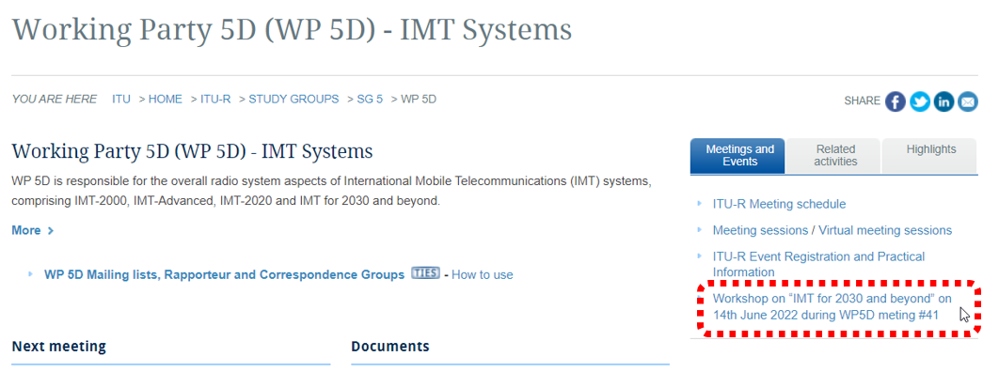 Working Party 5D (WP 5D) - IMT Systems
YOU ARE HERE ITU > HOME > ITU-R > STUDY GROUPS > SG 5 > WP 5D
SHARE
Working Party 5D (WP 5D) - IMT Systems
WP 5D is responsible for the overall radio system aspects of International Mobile Telecommunications (IMT) systems,
comprising IMT-2000, IMT-Advanced, IMT-2020 and IMT for 2030 and beyond.
More
WP 5D Mailing lists, Rapporteur and Correspondence Groups TIES - How to use
Next meeting
Documents
Meetings and
Events
Related
activities
Highlights
ITU-R Meeting schedule
Meeting sessions / Virtual meeting sessions
ITU-R Event Registration and Practical
Information
Workshop on "IMT for 2030 and beyond" on
14th June 2022 during WP5D meting #41